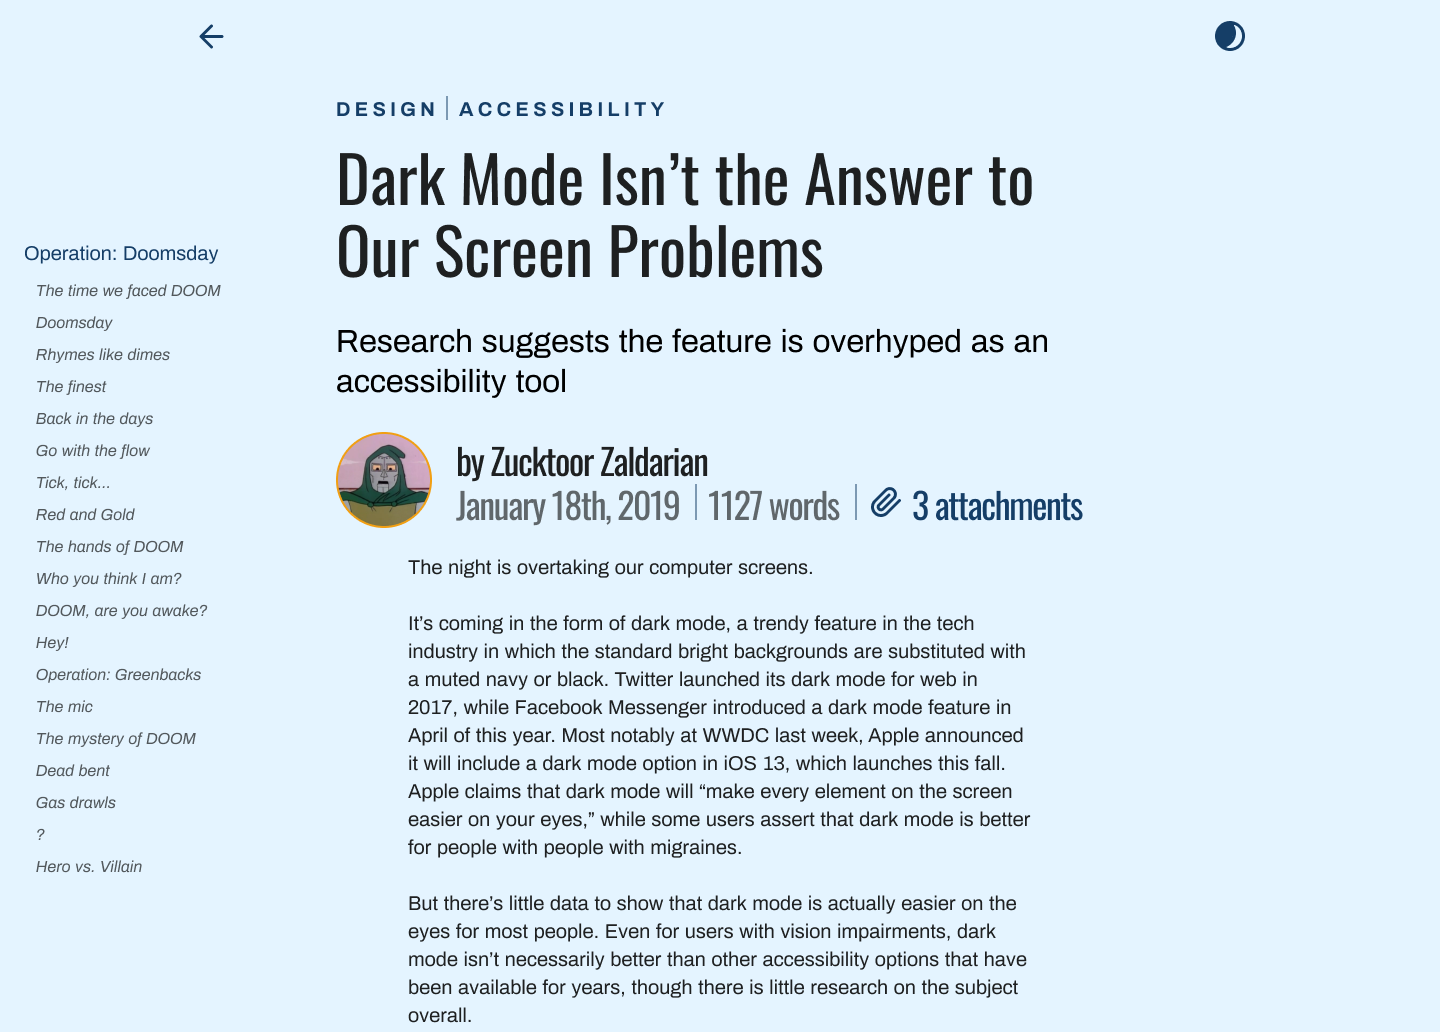 DESIGN
ACCESSIBILITY
Dark Mode Isn’t the Answer to
Our Screen Problems
Research suggests the feature is overhyped as an
accessibility tool
by Zucktoor Zaldarian
January 18th, 2019
1127 words
3 attachments
Operation: Doomsday
The time we faced DOOM
Doomsday
Rhymes like dimes
The finest
Back in the days
Go with the flow
Tick, tick...
Red and Gold
The hands of DOOM
Who you think I am?
DOOM, are you awake?
Hey!
Operation: Greenbacks
The mic
The mystery of DOOM
Dead bent
Gas drawls
?
Hero vs. Villain
The night is overtaking our computer screens.
It’s coming in the form of dark mode, a trendy feature in the tech
industry in which the standard bright backgrounds are substituted with
a muted navy or black. Twitter launched its dark mode for web in
2017, while Facebook Messenger introduced a dark mode feature in
April of this year. Most notably at WWDC last week, Apple announced
it will include a dark mode option in iOS 13, which launches this fall.
Apple claims that dark mode will “make every element on the screen
easier on your eyes,” while some users assert that dark mode is better
for people with people with migraines.
But there’s little data to show that dark mode is actually easier on the
eyes for most people. Even for users with vision impairments, dark
mode isn’t necessarily better than other accessibility options that have
been available for years, though there is little research on the subject
overall.